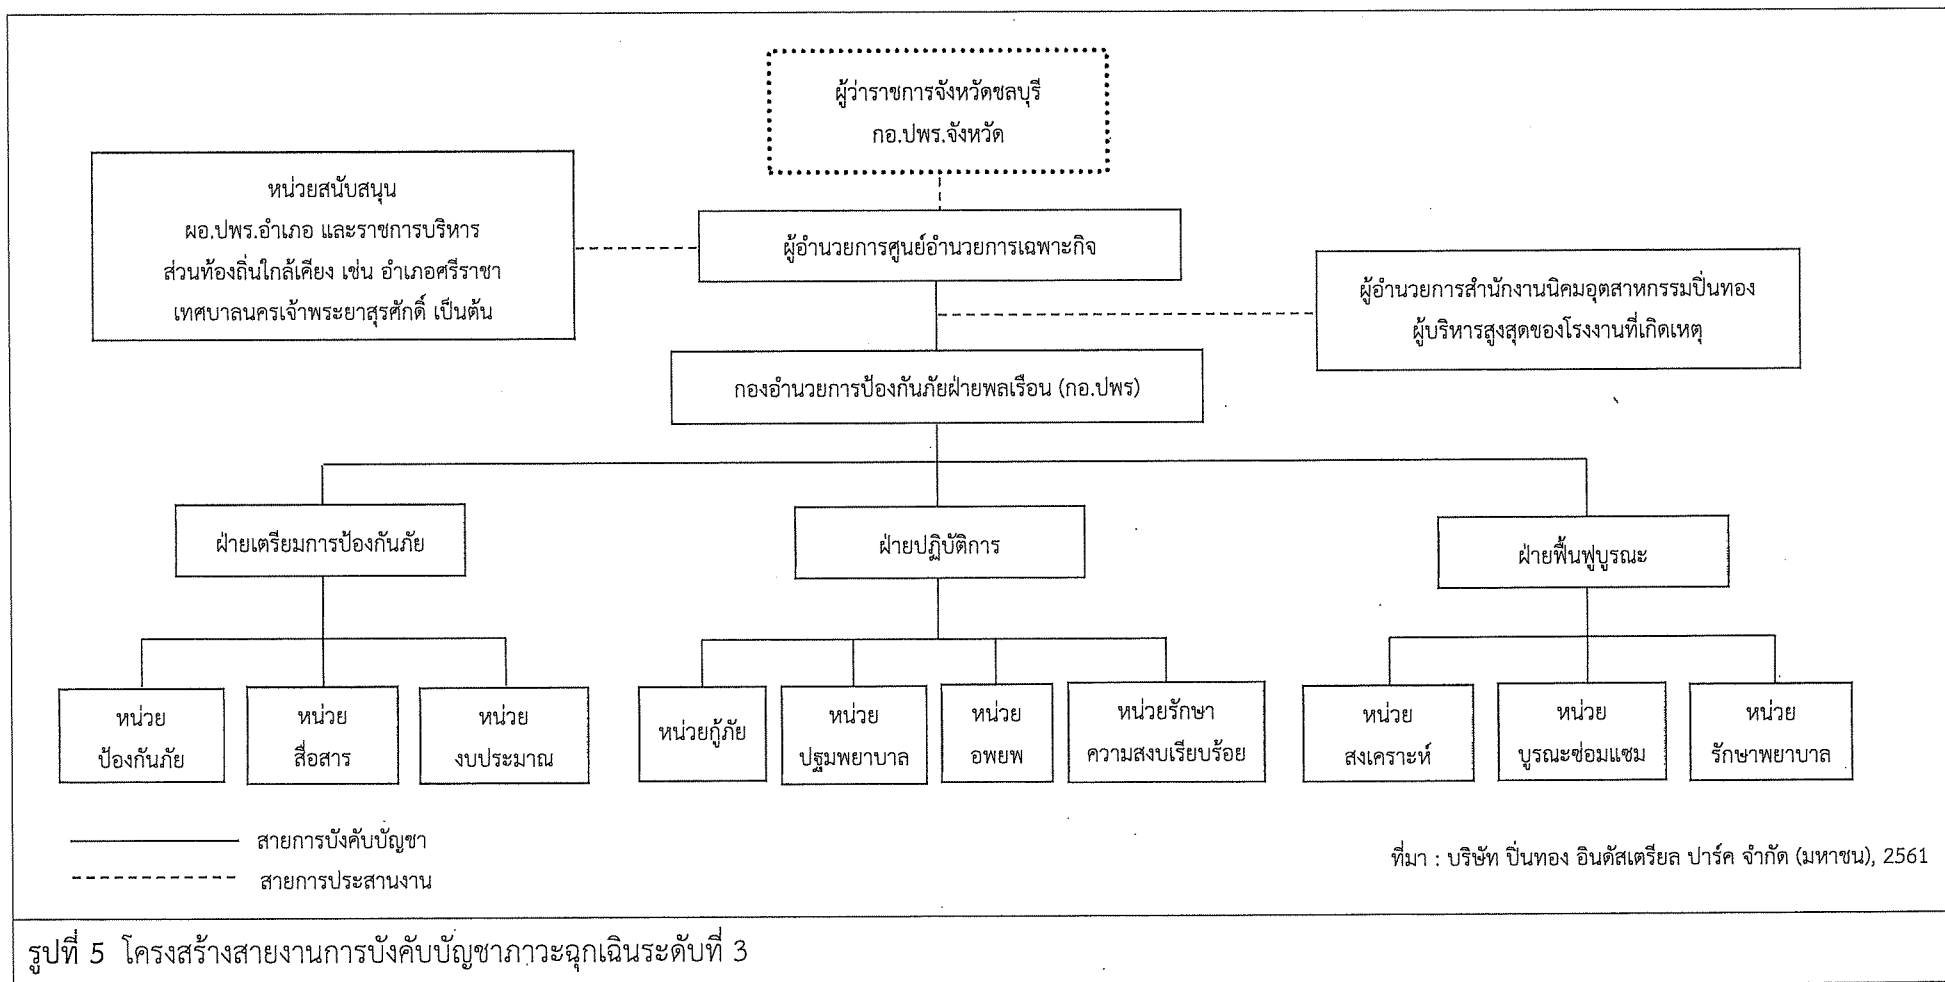 ผู้ว่าราชการจังหวัดชลบุรี
กอ.ปพร.จังหวัด
หน่วยสนับสนุน
ผอ.ปพร.อำเภอ และราชการบริหาร
ส่วนท้องถิ่นใกล้เคียง เช่น อำเภอศรีราชา
เทศบาลนครเจ้าพระยาสุรศักดิ์ เป็นต้น
ผู้อำนวยการศูนย์อำนวยการเฉพาะกิจ
ผู้อำนวยการสำนักงานนิคมอุตสาหกรรมปิ่นทอง
ผู้บริหารสูงสุดของโรงงานที่เกิดเหตุ
กองอำนวยการป้องกันภัยฝ่ายพลเรือน (กอ.ปพร)
ฝ่ายเตรียมการป้องกันภัย
ฝ่ายปฏิบัติการ
ฝ่ายฟื้นฟูบูรณะ
หน่วย
ป้องกันภัย
หน่วย
สื่อสาร
หน่วย
งบประมาณ
หน่วยกู้ภัย
หน่วย
ปฐมพยาบาล
หน่วย
อพยพ
หน่วยรักษา
ความสงบเรียบร้อย
หน่วย
สงเคราะห์
หน่วย
บูรณะซ่อมแซม
หน่วย
รักษาพยาบาล
สายการบังคับบัญชา
สายการประสานงาน
ที่มา : บริษัท ปิ่นทอง อินดัสเตรียล ปาร์ค จำกัด (มหาชน), 2561
รูปที่ 5 โครงสร้างสายงานการบังคับบัญชาภาวะฉุกเฉินระดับที่ 3